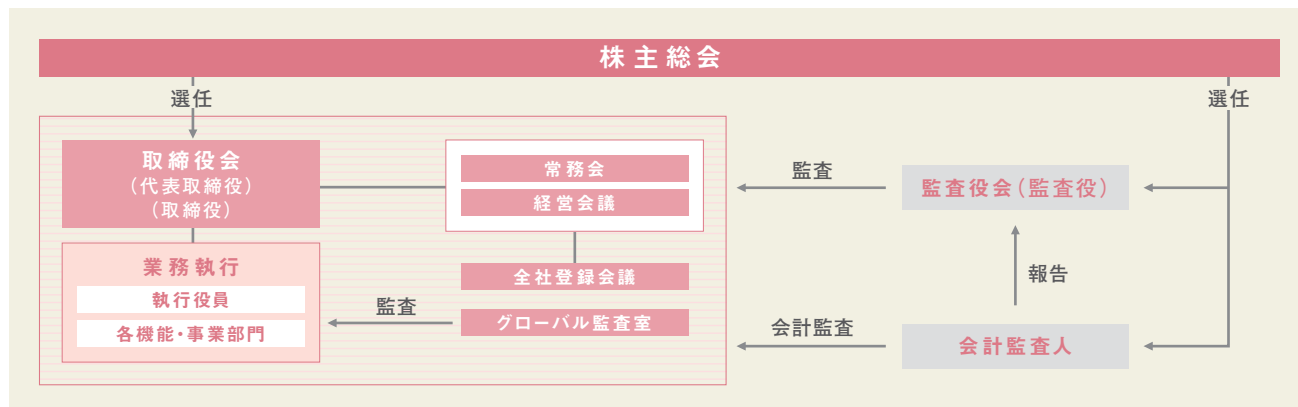 株主総会
選任
選任
取締役会
（代表取締役）
（取締役）
常務会
経営会議
監査
監査役会（監査役）
業務執行
執行役員
各機能・事業部門
全社登録会議
監査
グローバル監査室
報告
会計監査
会計監査人